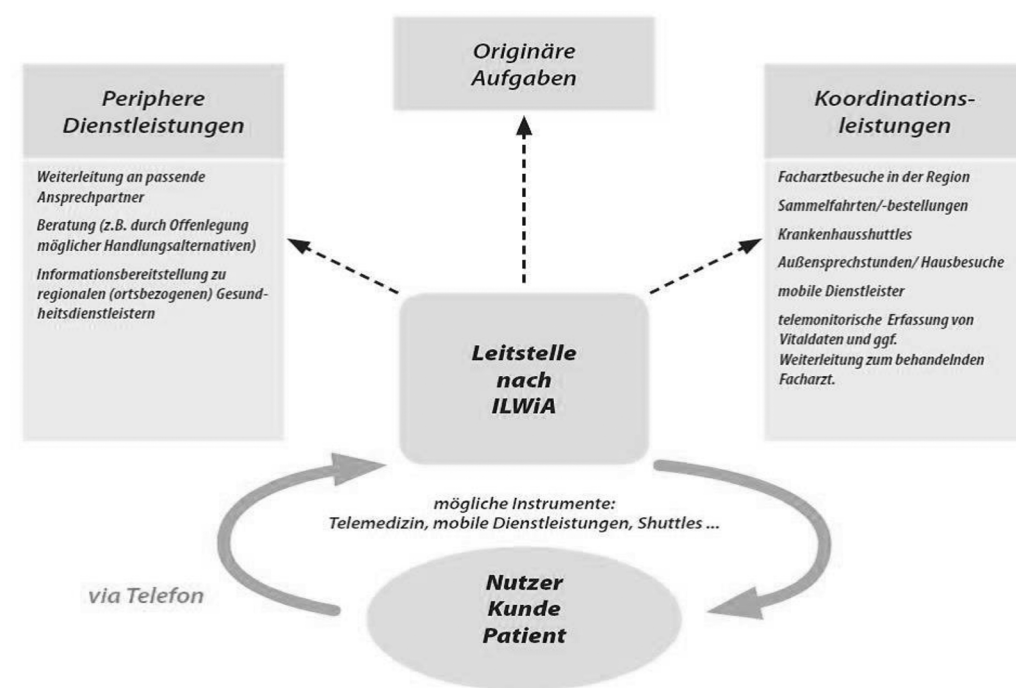 Originäre
Aufgaben
Periphere
Dienstleistungen
Weiterleitung an passende
Ansprechpartner
Beratung (z.B. durch Offenlegung
möglicher Handlungsalternativen)
Informationsbereitstellung zu
regionalen (ortsbezogenen) Gesund-
heitsdienstleistern
Koordinations-
leistungen
Facharztbesuche in der Region
Sammelfahrten/-bestellungen
Krankenhausshuttles
Außensprechstunden/ Hausbesuche
mobile Dienstleister
telemonitorische Erfassung von
Vitaldaten und ggf.
Weiterleitung zum behandelnden
Facharzt.
Leitstelle
nach
ILWiA
mögliche Instrumente:
Telemedizin, mobile Dienstleistungen, Shuttles ...
via Telefon
Nutzer
Kunde
Patient